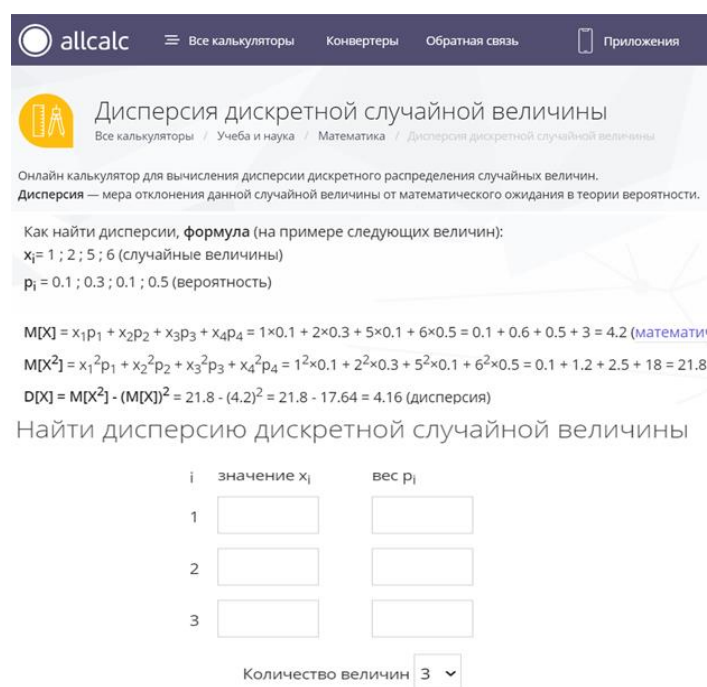 allcalc Все калькуляторы Конвертеры Обратная связь Приложения
Дисперсия дискретной случайной величины
Все калькуляторы / Учеба и наука / Математика / Дисперсия дискретной случайной величины
Онлайн калькулятор для вычисления дисперсии дискретного распределения случайных величин.
Дисперсия — мера отклонения данной случайной величины от математического ожидания в теории вероятности.
Как найти дисперсии, формула (на примере следующих величин):
xᵢ= 1 ; 2 ; 5 ; 6 (случайные величины)
pᵢ = 0.1 ; 0.3 ; 0.1 ; 0.5 (вероятность)
M[X] = x₁p₁ + x₂p₂ + x₃p₃ + x₄p₄ = 1×0.1 + 2×0.3 + 5×0.1 + 6×0.5 = 0.1 + 0.6 + 0.5 + 3 = 4.2 (математич
M[X²] = x₁²p₁ + x₂²p₂ + x₃²p₃ + x₄²p₄ = 1²×0.1 + 2²×0.3 + 5²×0.1 + 6²×0.5 = 0.1 + 1.2 + 2.5 + 18 = 21.8
D[X] = M[X²] - (M[X])² = 21.8 - (4.2)² = 21.8 - 17.64 = 4.16 (дисперсия)
Найти дисперсию дискретной случайной величины
i значение xᵢ вес pᵢ
1
2
3
Количество величин 3